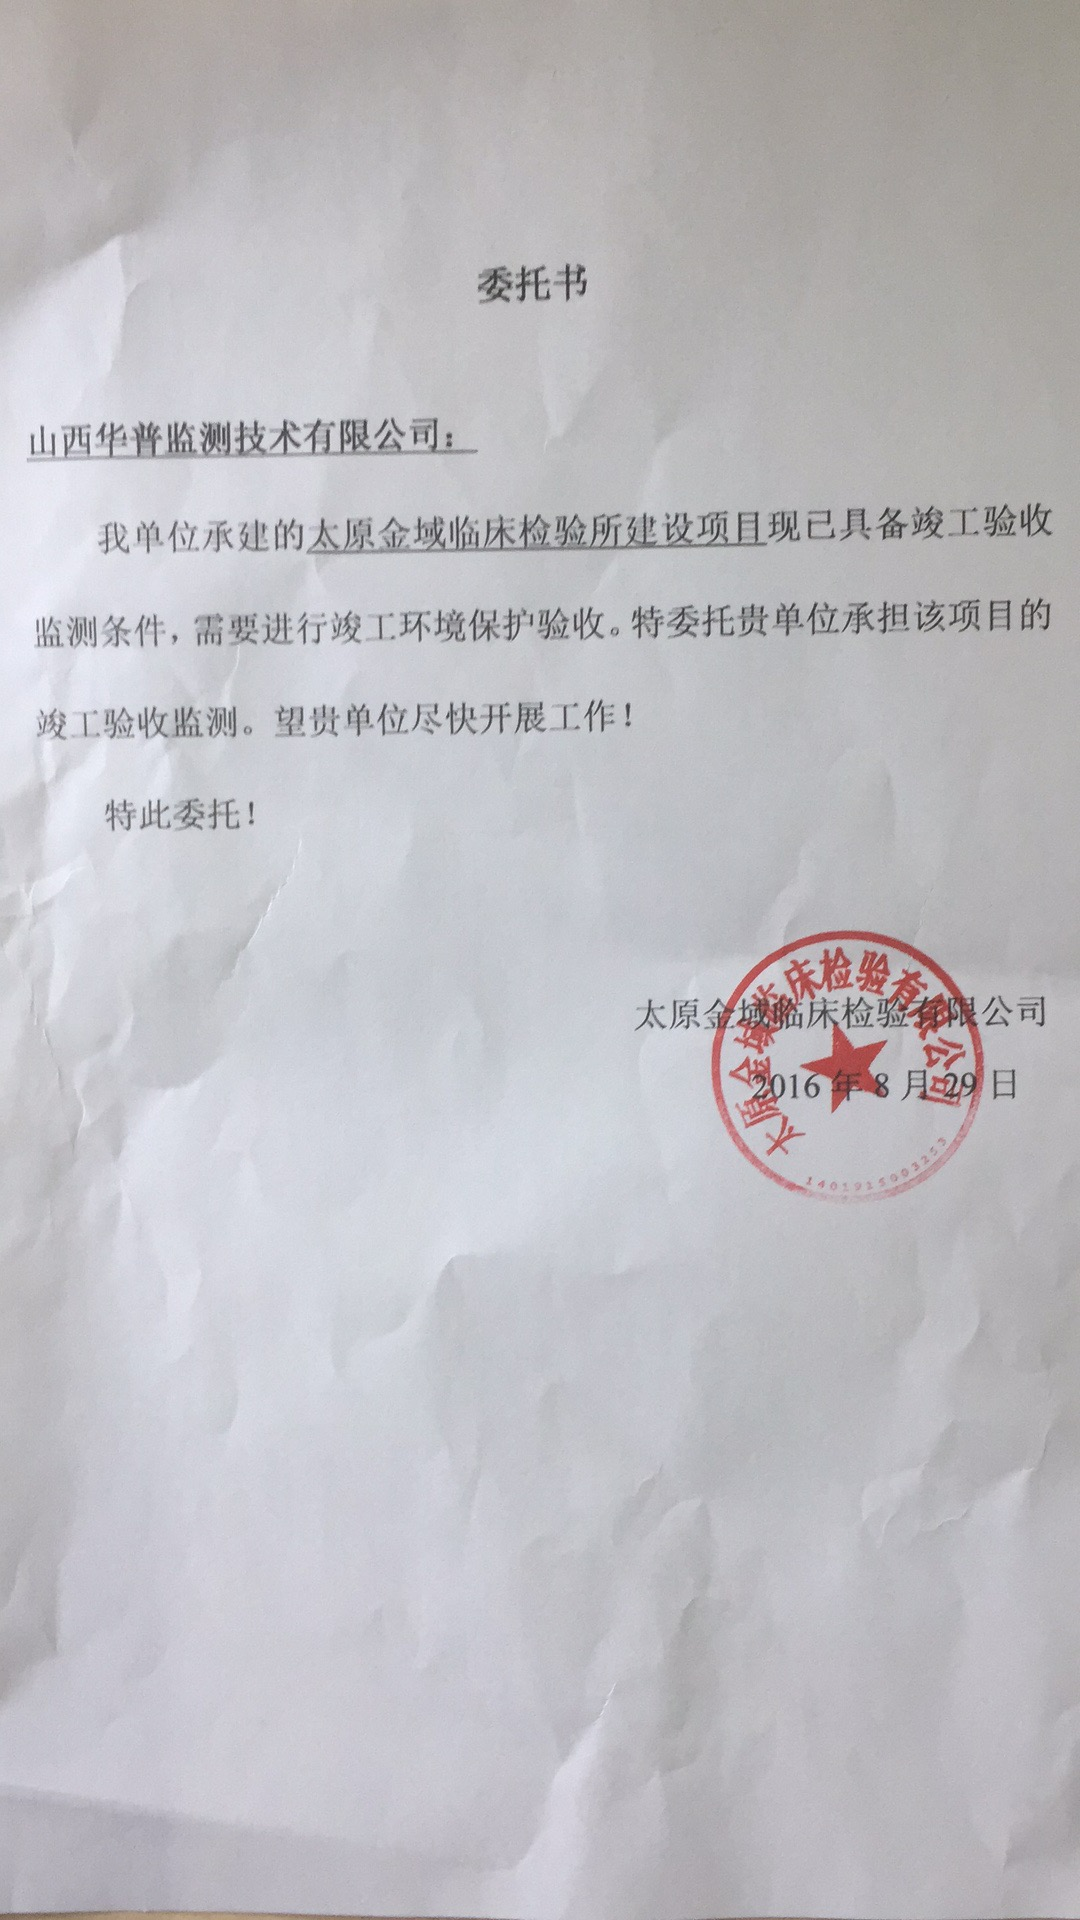 委托书
山西华普监测技术有限公司：
我单位承建的太原金域临床检验所建设项目现已具备竣工验收
监测条件，需要进行竣工环境保护验收。特委托贵单位承担该项目的
竣工验收监测。望贵单位尽快开展工作！
特此委托！
太原金域临床检验有限公司
2016年8月29日
太原金域临床检验有限公司
1401915003253